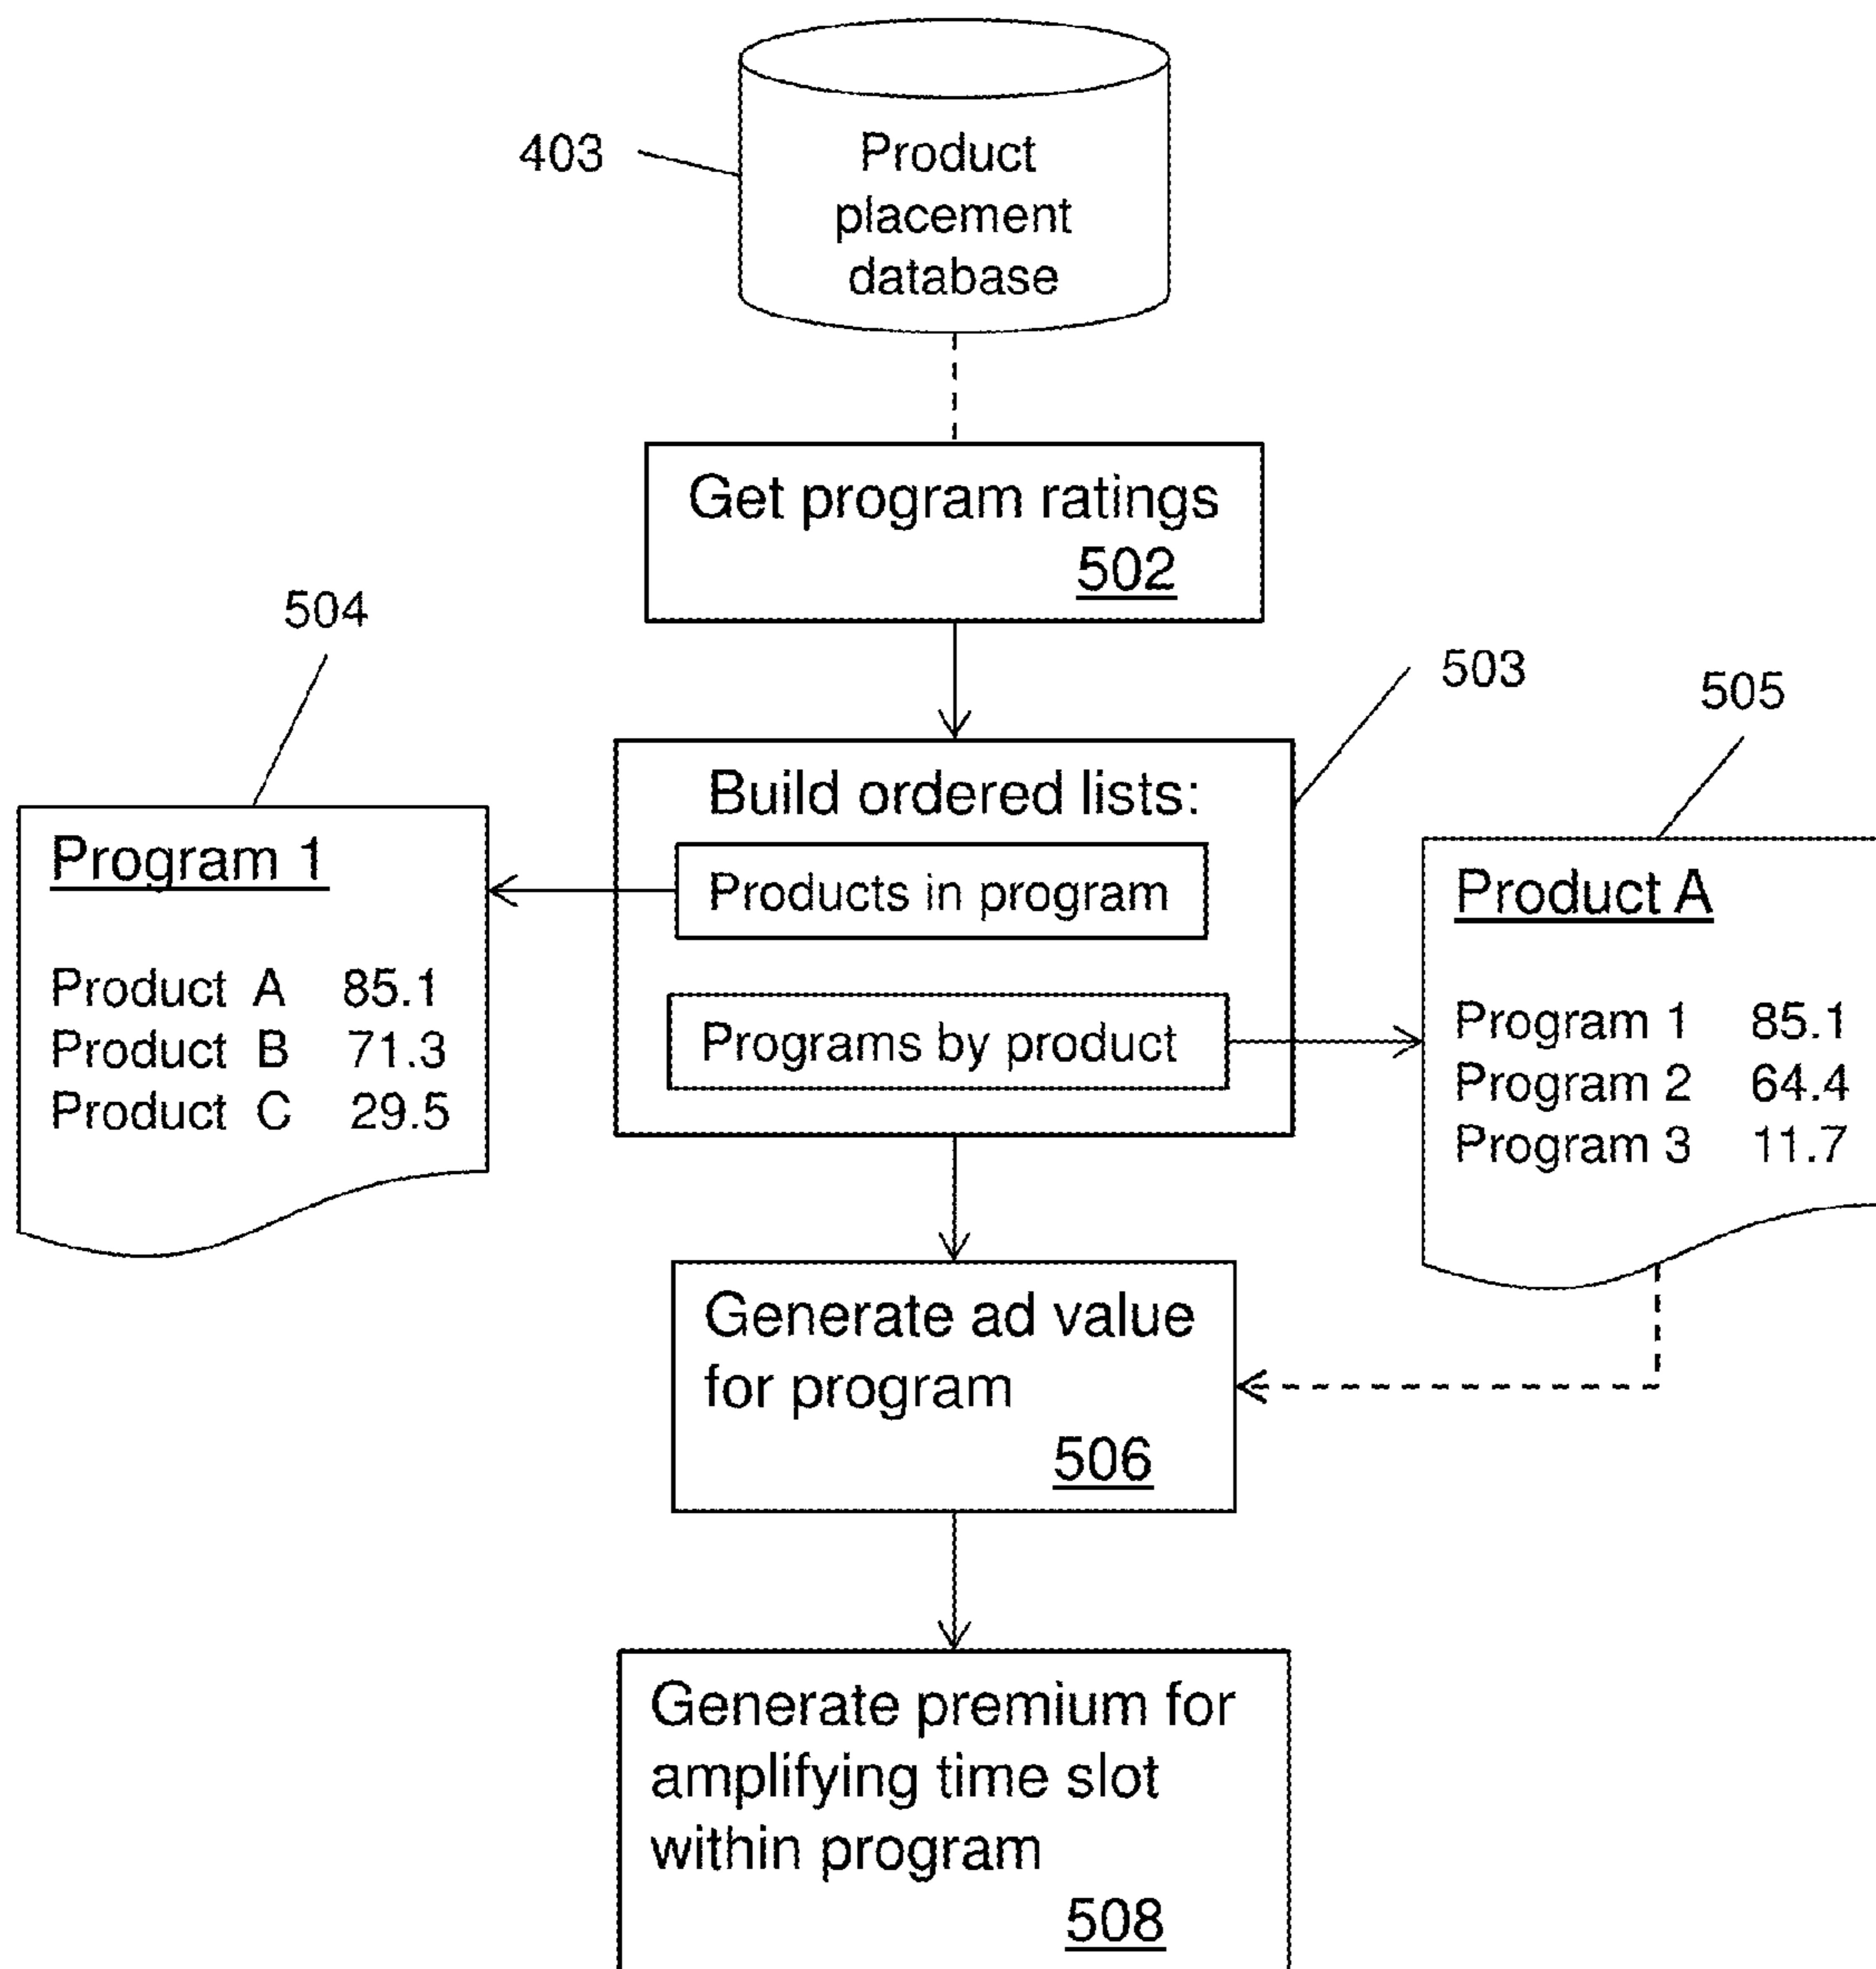 403
Product
placement
database
Get program ratings
502
504
503
505
Build ordered lists:
Products in program
Programs by product
Program 1
Product A 85.1
Product B 71.3
Product C 29.5
Product A
Program 1 85.1
Program 2 64.4
Program 3 11.7
Generate ad value
for program
506
Generate premium for
amplifying time slot
within program
508